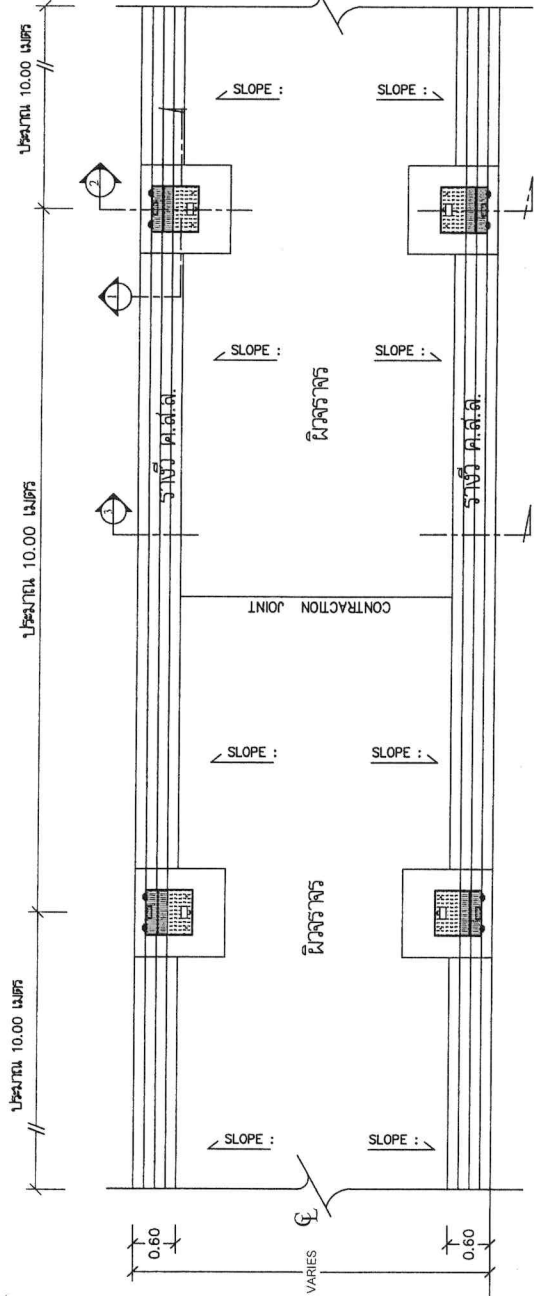 ประมาณ 10.00 เมตร
ประมาณ 10.00 เมตร
ประมาณ 10.00 เมตร
2
1
3
รางวี ค.ส.ล.
SLOPE :
SLOPE :
SLOPE :
SLOPE :
ผิวจราจร
CONTRACTION JOINT
ผิวจราจร
SLOPE :
SLOPE :
SLOPE :
SLOPE :
รางวี ค.ส.ล.
0.60
VARIES
0.60
CL